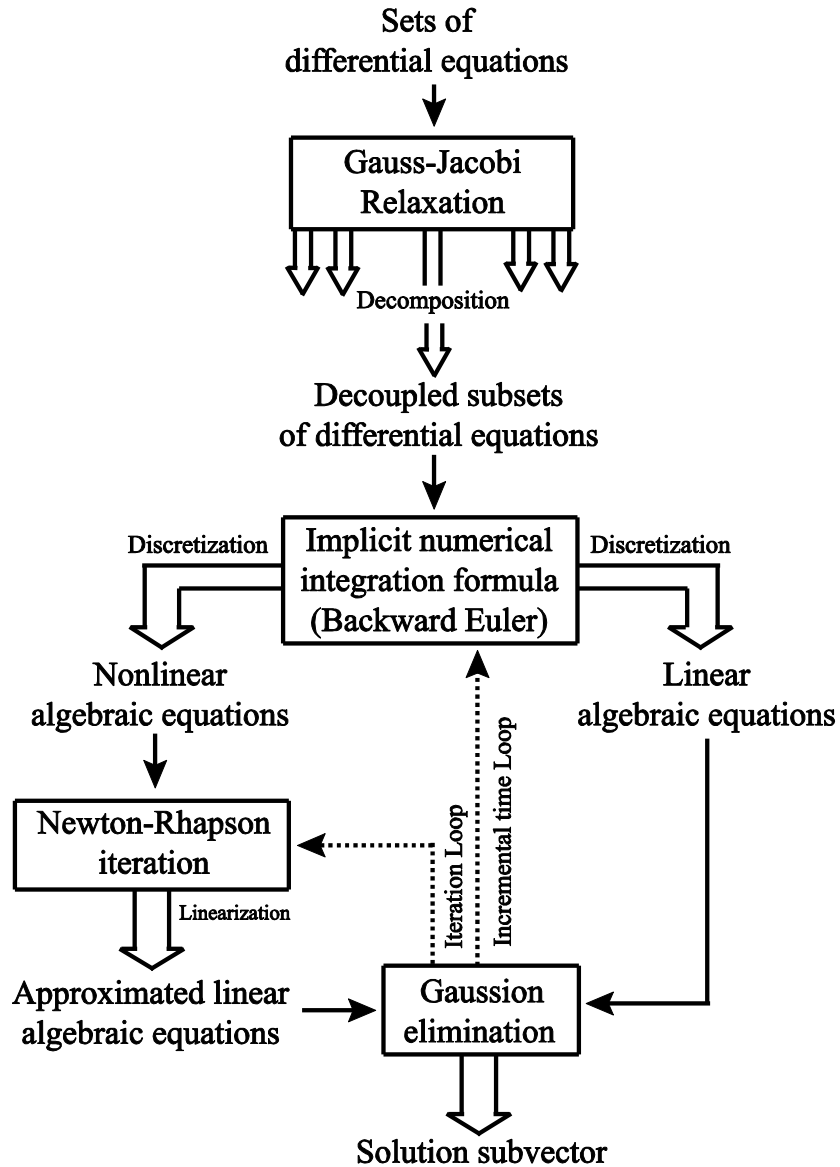 Sets of
differential equations
Gauss-Jacobi
Relaxation
Decomposition
Decoupled subsets
of differential equations
Discretization
Implicit numerical
integration formula
(Backward Euler)
Discretization
Nonlinear
algebraic equations
Linear
algebraic equations
Newton-Rhapson
iteration
Iteration Loop
Incremental time Loop
Linearization
Approximated linear
algebraic equations
Gaussion
elimination
Solution subvector